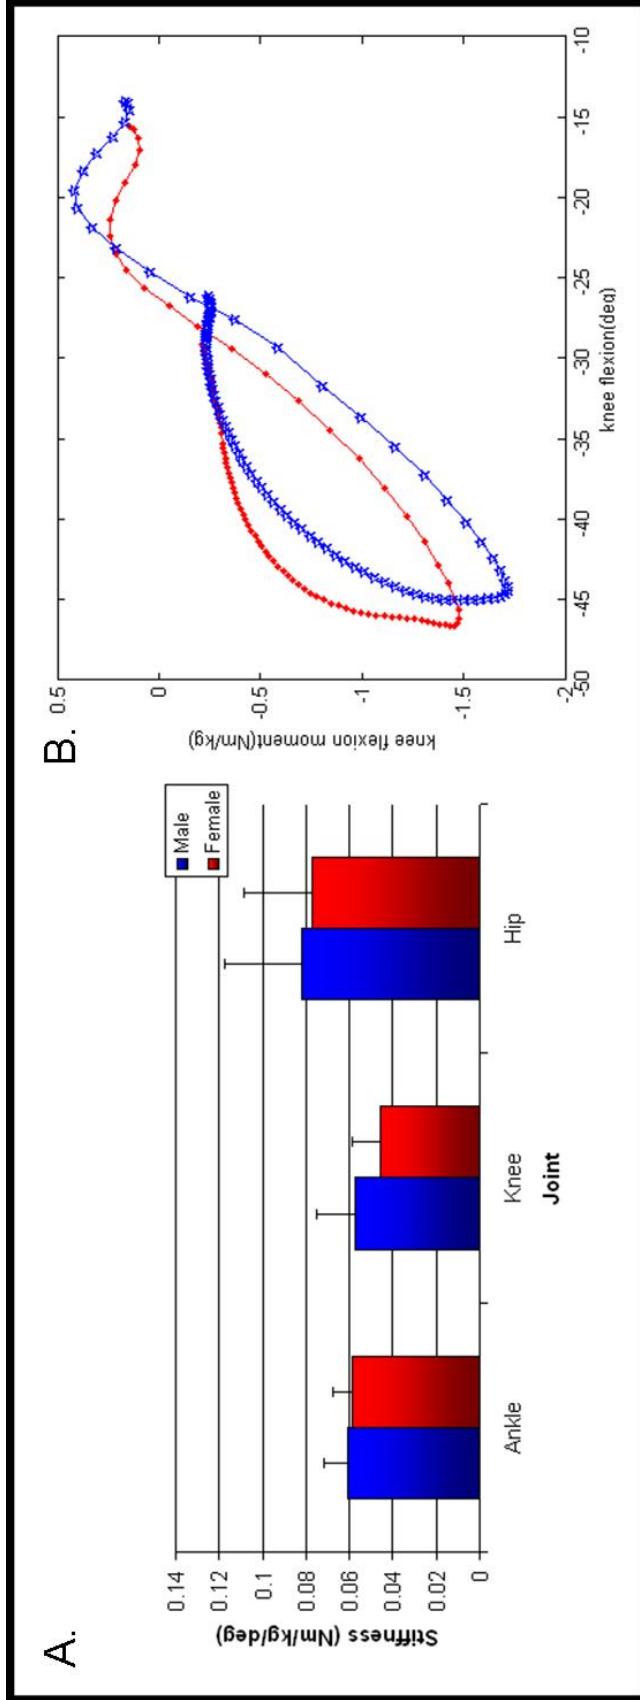 A.
Stiffness (Nm/kg/deg)
0.14
0.12
0.1
0.08
0.06
0.04
0.02
0
Male
Female
Ankle
Knee
Hip
Joint
B.
knee flexion moment(Nm/kg)
0.5
0
-0.5
-1
-1.5
-2
-50
-45
-40
-35
-30
-25
-20
-15
-10
knee flexion(deg)